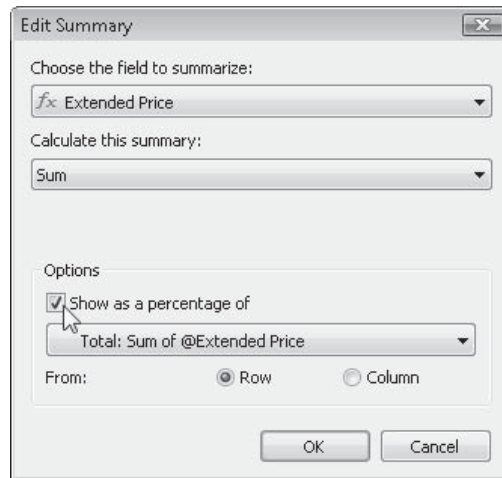 Edit Summary
Choose the field to summarize:
fx Extended Price
Calculate this summary:
Sum
Options
Show as a percentage of
Total: Sum of @Extended Price
From: Row Column
OK Cancel